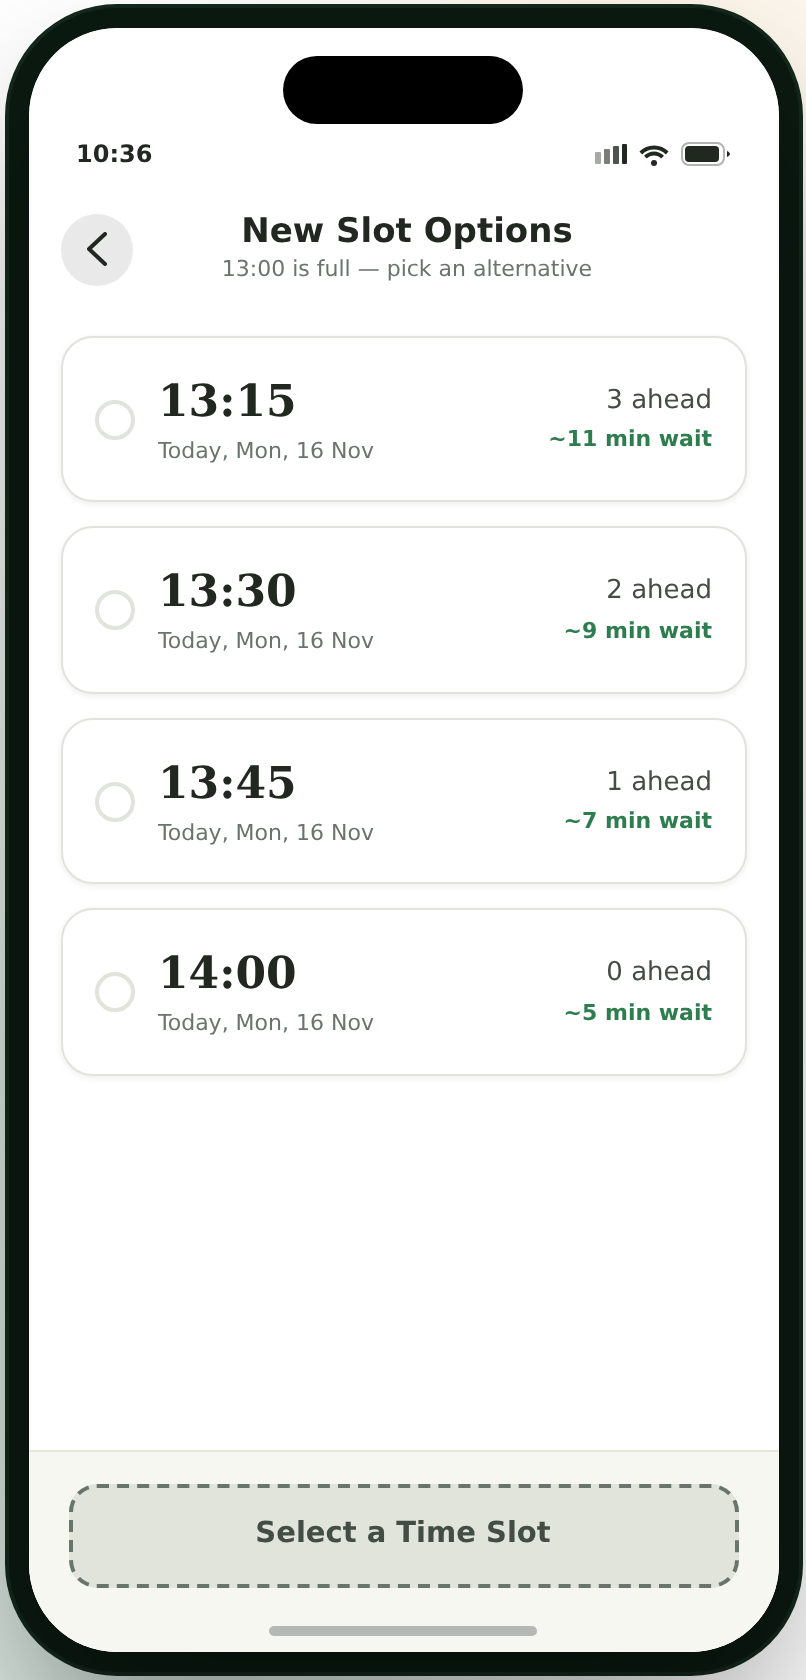 10:36
New Slot Options
13:00 is full — pick an alternative
13:15
3 ahead
Today, Mon, 16 Nov
~11 min wait
13:30
2 ahead
Today, Mon, 16 Nov
~9 min wait
13:45
1 ahead
Today, Mon, 16 Nov
~7 min wait
14:00
0 ahead
Today, Mon, 16 Nov
~5 min wait
Select a Time Slot